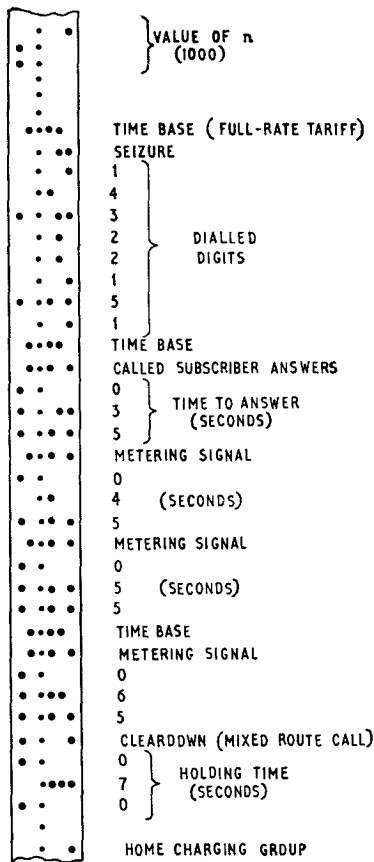 VALUE OF n
(1000)
TIME BASE (FULL-RATE TARIFF)
SEIZURE
1
4
3
2
DIALLED
2
DIGITS
1
5
1
TIME BASE
CALLED SUBSCRIBER ANSWERS
0
3 TIME TO ANSWER
(SECONDS)
5
METERING SIGNAL
0
4 (SECONDS)
5
METERING SIGNAL
0
5 (SECONDS)
5
TIME BASE
METERING SIGNAL
0
6
5
CLEARDOWN (MIXED ROUTE CALL)
0
HOLDING TIME
7
(SECONDS)
0
HOME CHARGING GROUP